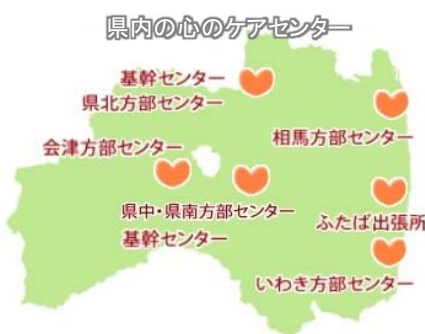 県内の心のケアセンター
基幹センター
県北方部センター
相馬方部センター
会津方部センター
県中・県南方部センター
ふたば出張所
基幹センター
いわき方部センター